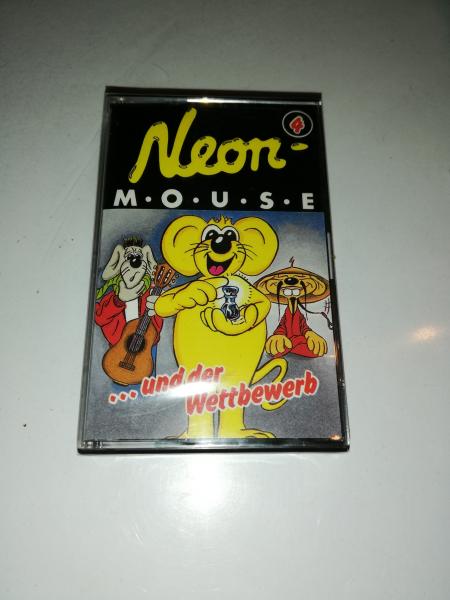 Neon-
4
M·O·U·S·E
... und der
Wettbewerb